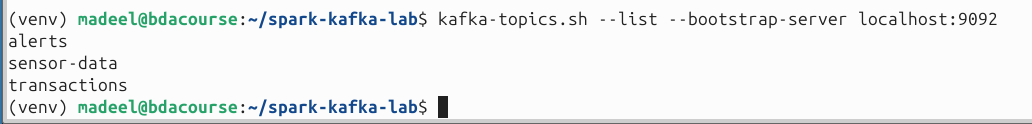 (venv) madeel@bdacourse:~/spark-kafka-lab$ kafka-topics.sh --list --bootstrap-server localhost:9092
alerts
sensor-data
transactions
(venv) madeel@bdacourse:~/spark-kafka-lab$